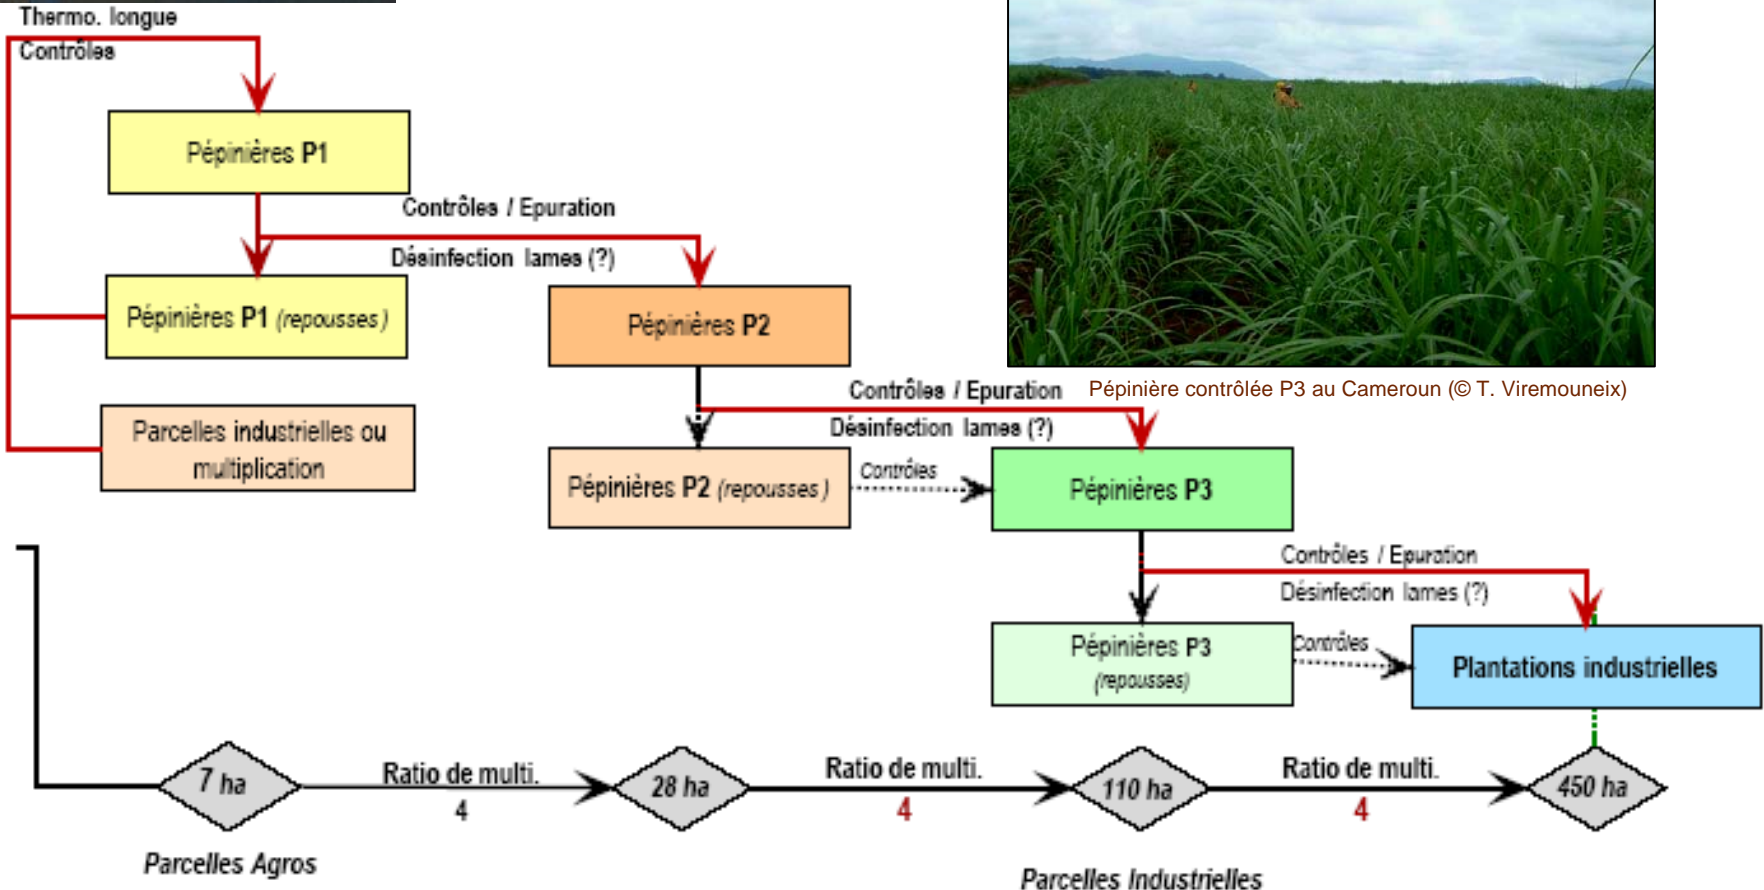 Thermo. longue
Contrôles
Pépinières P1
Contrôles / Epuration
Désinfection lames (?)
Pépinières P1 (repousses)
Pépinières P2
Parcelles industrielles ou
multiplication
Pépinière contrôlée P3 au Cameroun (© T. Viremouneix)
Contrôles / Epuration
Désinfection lames (?)
Pépinières P2 (repousses)
Contrôles
Pépinières P3
Contrôles / Epuration
Désinfection lames (?)
Pépinières P3
(repousses)
Contrôles
Plantations industrielles
7 ha
Ratio de multi.
4
28 ha
Ratio de multi.
4
110 ha
Ratio de multi.
4
450 ha
Parcelles Agros
Parcelles Industrielles